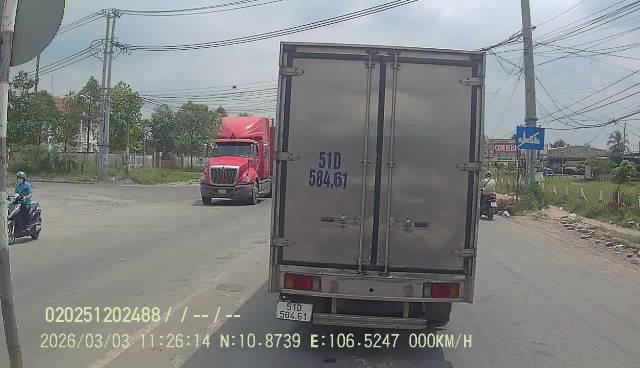 51D
584.61
51D
584.61
020251202488/ / -- / --
2026/03/03 11:26:14 N:10.8739 E:106.5247 000KM/H